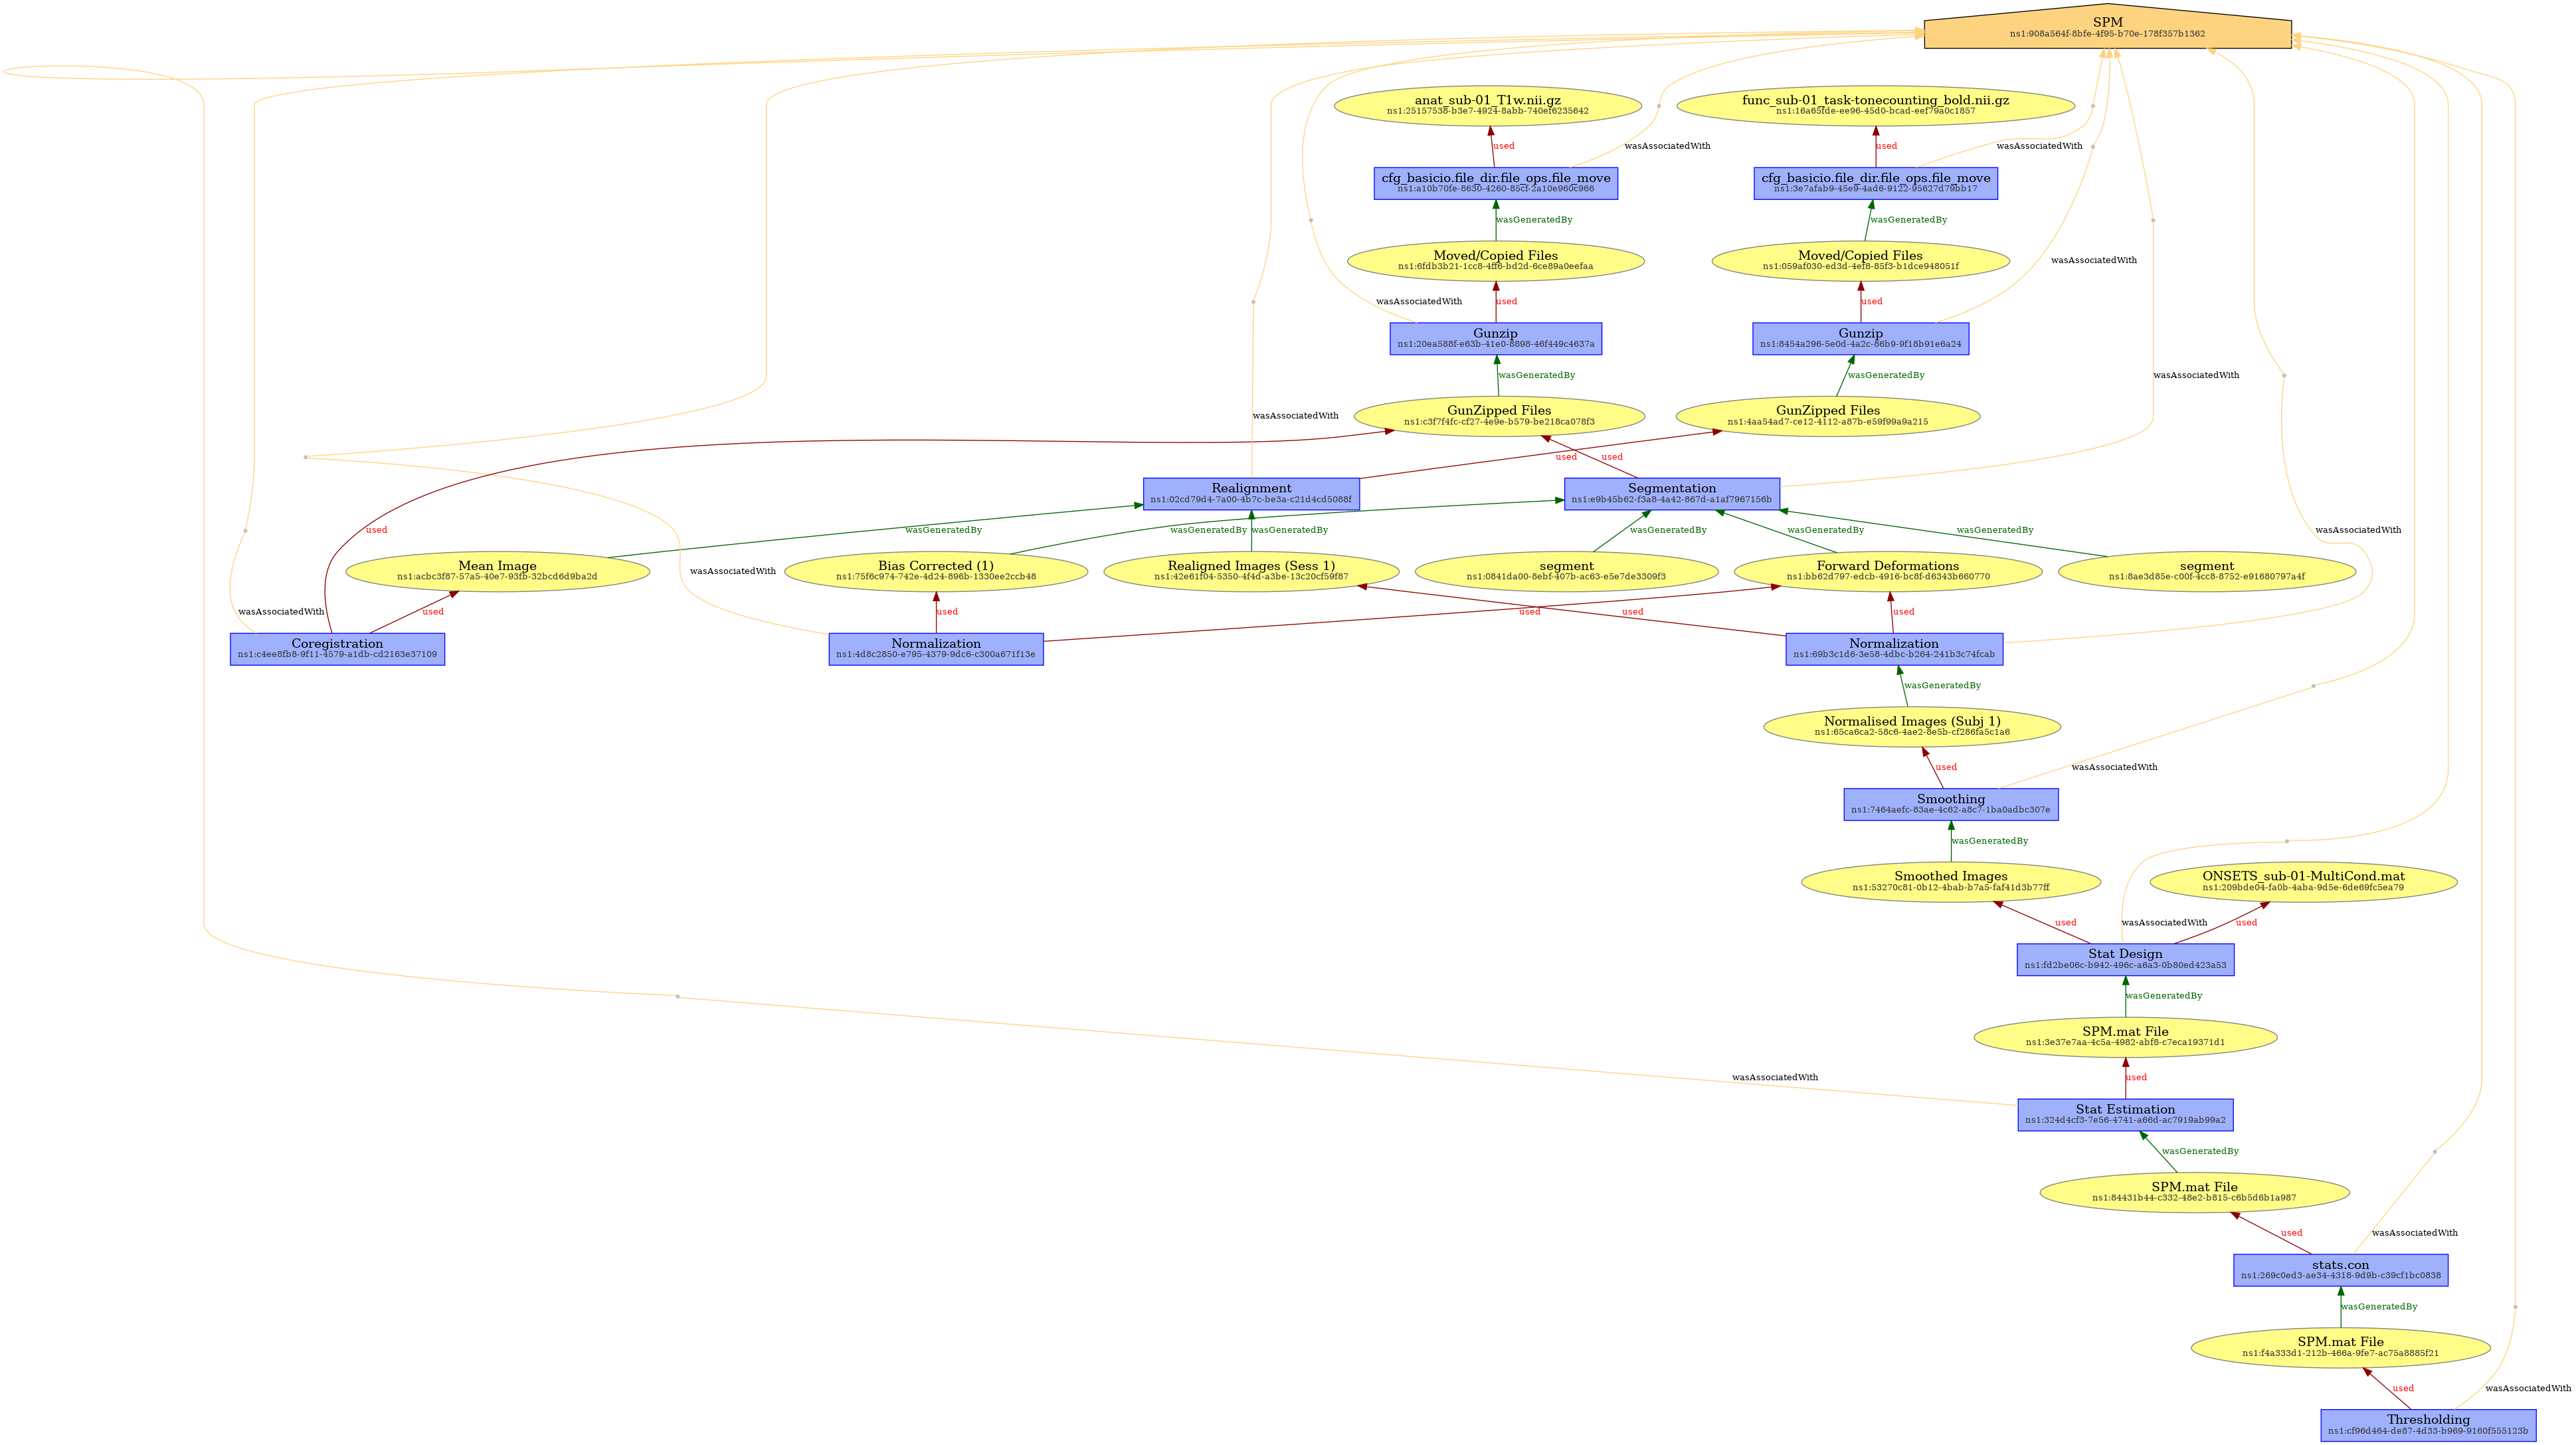 SPM
ns1:908a564f-8bfe-4f95-b70e-178f357b1362
anat_sub-01_T1w.nii.gz
ns1:25157538-b3e7-4924-8abb-740ef6235642
func_sub-01_task-tonecounting_bold.nii.gz
ns1:16a65fde-ee96-45d0-bcad-eef79a0c1857
used
wasAssociatedWith
used
wasAssociatedWith
cfg_basicio.file_dir.file_ops.file_move
ns1:a10b70fe-8630-4260-85cf-2a10e960c966
cfg_basicio.file_dir.file_ops.file_move
ns1:3e7afab9-45e9-4ad6-9122-95627d79bb17
wasGeneratedBy
wasGeneratedBy
Moved/Copied Files
ns1:6fdb3b21-1cc8-4ff6-bd2d-6ce89a0eefaa
Moved/Copied Files
ns1:059af030-ed3d-4ef8-85f3-b1dce948051f
wasAssociatedWith
used
used
wasAssociatedWith
Gunzip
ns1:20ea588f-e63b-41e0-8898-46f449c4637a
Gunzip
ns1:8454a296-5e0d-4a2c-86b9-9f18b91e6a24
wasGeneratedBy
wasGeneratedBy
wasAssociatedWith
GunZipped Files
ns1:c3f7f4fc-cf27-4e9e-b579-be218ca078f3
GunZipped Files
ns1:4aa54ad7-ce12-4112-a87b-e59f99a9a215
wasAssociatedWith
used
used
Realignment
ns1:02cd79d4-7a00-4b7c-be3a-c21d4cd5088f
Segmentation
ns1:e9b45b62-f3a8-4a42-867d-a1af7967156b
used
wasGeneratedBy
wasGeneratedBy
wasGeneratedBy
wasGeneratedBy
wasGeneratedBy
wasGeneratedBy
wasAssociatedWith
Mean Image
ns1:acbc3f87-57a5-40e7-93fb-32bcd6d9ba2d
wasAssociatedWith
Bias Corrected (1)
ns1:75f6c974-742e-4d24-896b-1330ee2ccb48
Realigned Images (Sess 1)
ns1:42e61f04-5350-4f4d-a3be-13c20cf59f87
segment
ns1:0841da00-8ebf-407b-ac63-e5e7de3309f3
Forward Deformations
ns1:bb62d797-edcb-4916-bc8f-d6343b660770
segment
ns1:8ae3d85e-c00f-4cc8-8752-e91680797a4f
wasAssociatedWith
used
used
used
used
used
Coregistration
ns1:c4ee8fb8-9f11-4579-a1db-cd2163e37109
Normalization
ns1:4d8c2850-e795-4379-9dc6-c300a671f13e
Normalization
ns1:69b3c1d6-3e58-4dbc-b264-241b3c74fcab
wasGeneratedBy
Normalised Images (Subj 1)
ns1:65ca6ca2-58c6-4ae2-8e5b-cf286fa5c1a6
used
wasAssociatedWith
Smoothing
ns1:7464aefc-83ae-4c62-a8c7-1ba0adbc307e
wasGeneratedBy
Smoothed Images
ns1:53270c81-0b12-4bab-b7a5-faf41d3b77ff
ONSETS_sub-01-MultiCond.mat
ns1:209bde04-fa0b-4aba-9d5e-6de69fc5ea79
used
wasAssociatedWith
used
Stat Design
ns1:fd2be06c-b942-496c-a6a3-0b80ed423a53
wasGeneratedBy
SPM.mat File
ns1:3e37e7aa-4c5a-4982-abf8-c7eca19371d1
wasAssociatedWith
used
Stat Estimation
ns1:324d4cf3-7e56-4741-a66d-ac7919ab99a2
wasGeneratedBy
SPM.mat File
ns1:84431b44-c332-48e2-b815-c6b5d6b1a987
used
wasAssociatedWith
stats.con
ns1:269c0ed3-ae34-4318-9d9b-c39cf1bc0838
wasGeneratedBy
SPM.mat File
ns1:f4a333d1-212b-466a-9fe7-ac75a8885f21
used
wasAssociatedWith
Thresholding
ns1:cf96d464-de87-4d33-b969-9160f555123b